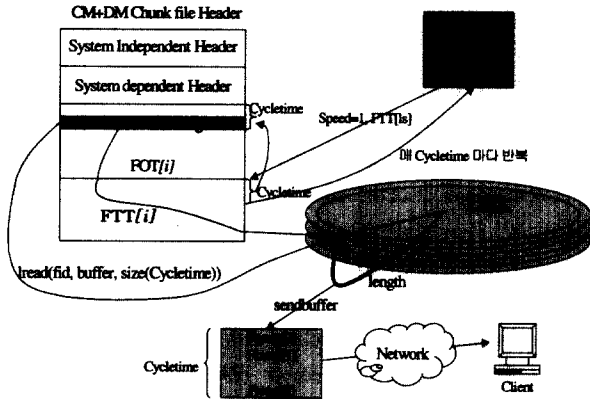 CM+DM Chunk file Header
System Independent Header
System dependent Header
Cycletime
Speed=1, FTT[1s]
매 Cycletime 마다 반복
FOT[i]
Cycletime
FTT[i]
lread(fid, buffer, size(Cycletime))
length
sendbuffer
Cycletime
Network
Client